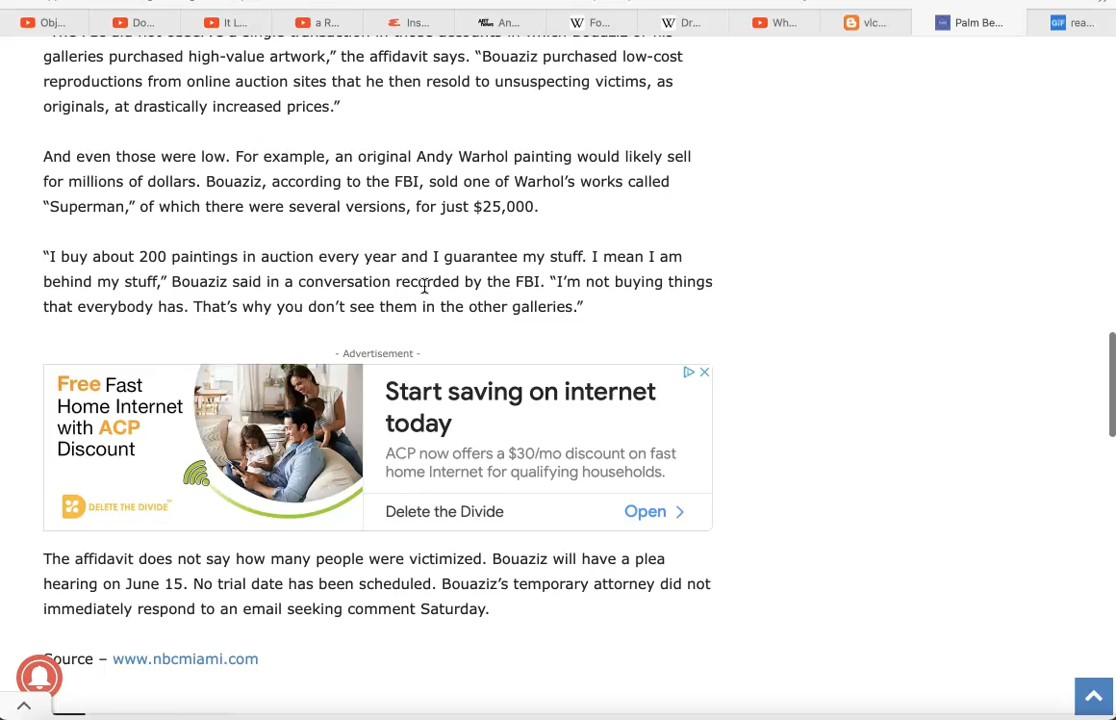 Obj...
Do...
It L...
a R...
Ins...
An...
Fo...
Dr...
Wh...
vlc...
Palm Be...
rea...
galleries purchased high-value artwork,” the affidavit says. “Bouaziz purchased low-cost
reproductions from online auction sites that he then resold to unsuspecting victims, as
originals, at drastically increased prices.”
And even those were low. For example, an original Andy Warhol painting would likely sell
for millions of dollars. Bouaziz, according to the FBI, sold one of Warhol’s works called
“Superman,” of which there were several versions, for just $25,000.
“I buy about 200 paintings in auction every year and I guarantee my stuff. I mean I am
behind my stuff,” Bouaziz said in a conversation recorded by the FBI. “I’m not buying things
that everybody has. That’s why you don’t see them in the other galleries.”
- Advertisement -
Free Fast
Home Internet
with ACP
Discount
DELETE THE DIVIDE
Start saving on internet
today
ACP now offers a $30/mo discount on fast
home Internet for qualifying households.
Delete the Divide
Open
The affidavit does not say how many people were victimized. Bouaziz will have a plea
hearing on June 15. No trial date has been scheduled. Bouaziz’s temporary attorney did not
immediately respond to an email seeking comment Saturday.
Source – www.nbcmiami.com